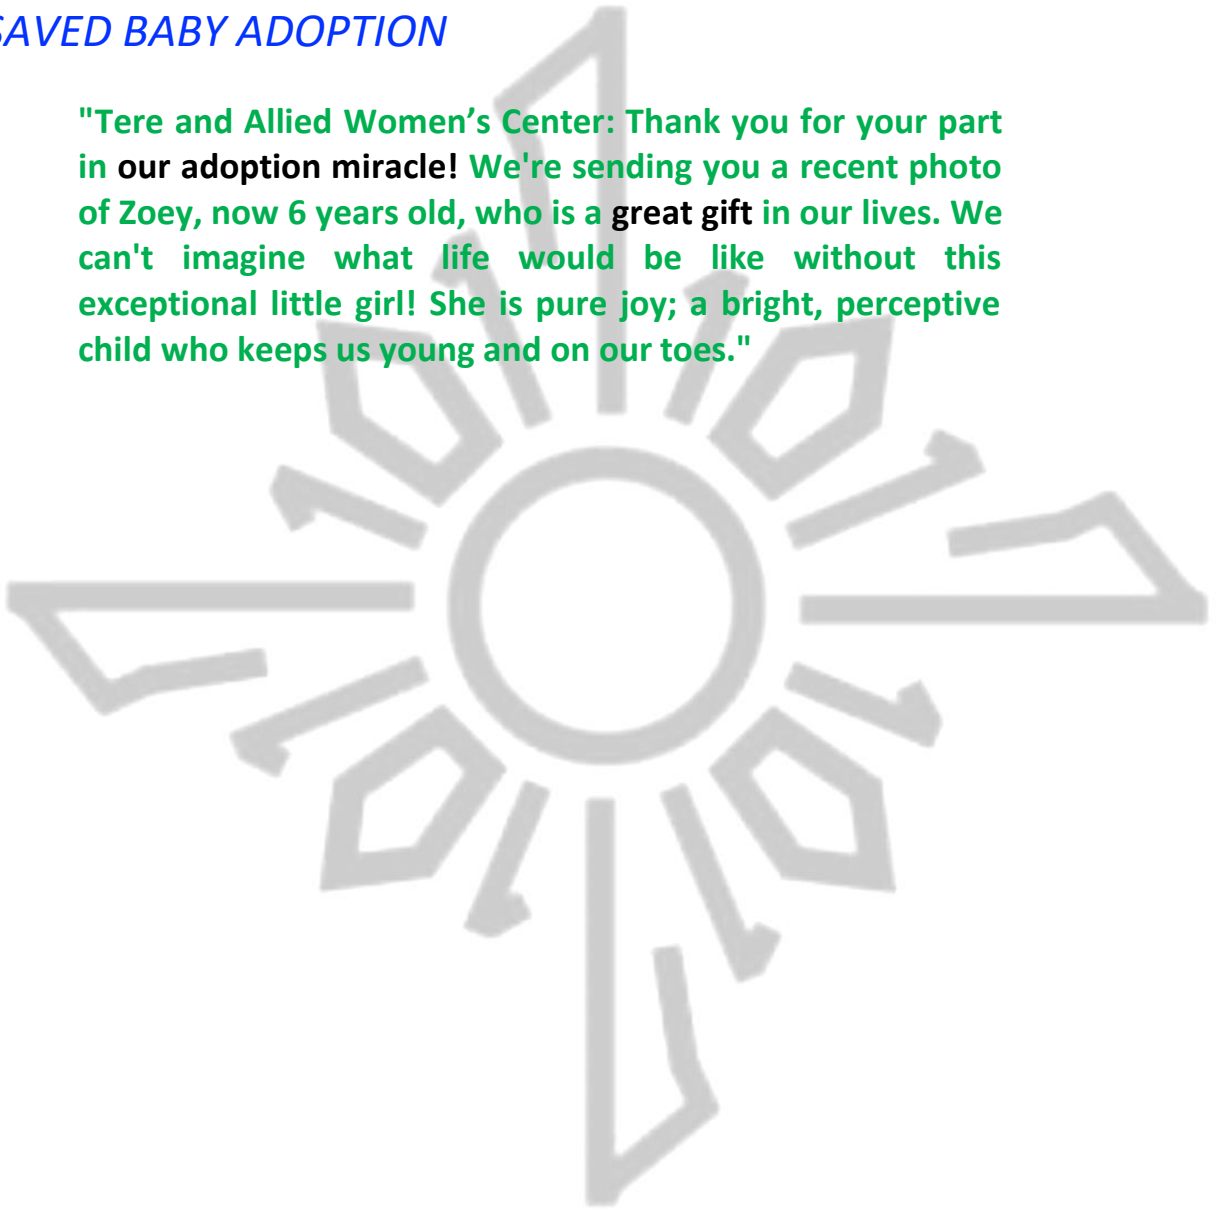 SAVED BABY ADOPTION
"Tere and Allied Women’s Center: Thank you for your part
in our adoption miracle! We're sending you a recent photo
of Zoey, now 6 years old, who is a great gift in our lives. We
can't imagine what life would be like without this
exceptional little girl! She is pure joy; a bright, perceptive
child who keeps us young and on our toes."